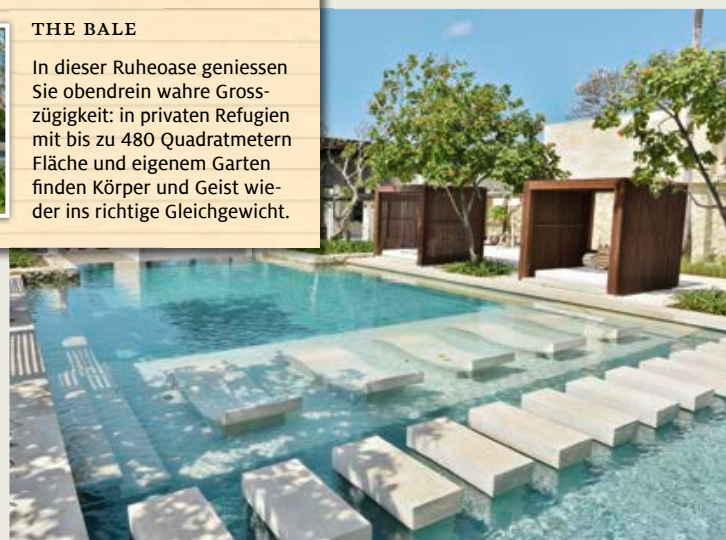 THE BALE
In dieser Ruheoase geniessen
Sie obendrein wahre Gross-
zügigkeit: in privaten Refugien
mit bis zu 480 Quadratmetern
Fläche und eigenem Garten
finden Körper und Geist wie-
der ins richtige Gleichgewicht.